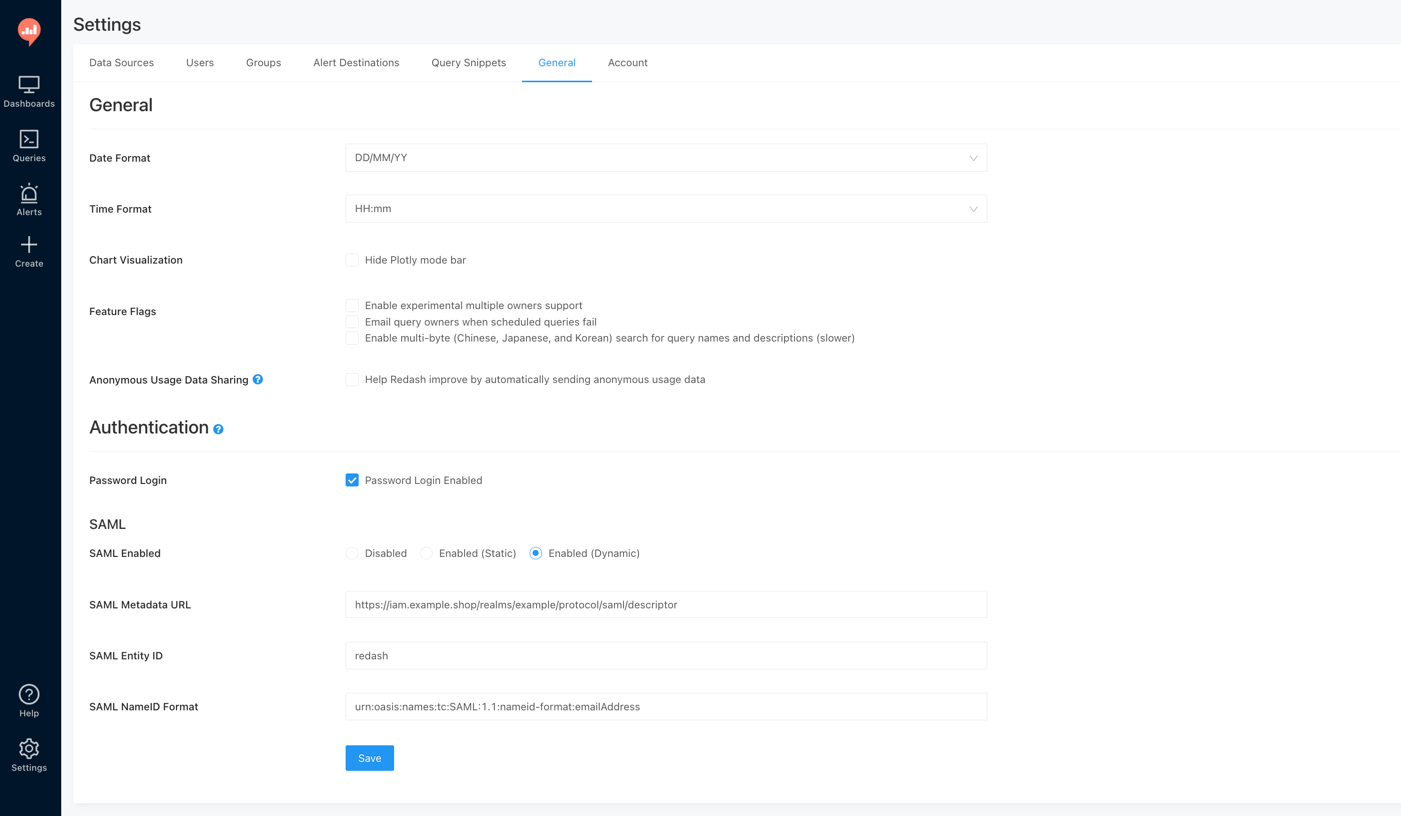 Settings
Data Sources Users Groups Alert Destinations Query Snippets General Account
Dashboards
Queries
Alerts
Create
Help
Settings
General
Date Format DD/MM/YY
Time Format HH:mm
Chart Visualization Hide Plotly mode bar
Feature Flags Enable experimental multiple owners support
Email query owners when scheduled queries fail
Enable multi-byte (Chinese, Japanese, and Korean) search for query names and descriptions (slower)
Anonymous Usage Data Sharing ? Help Redash improve by automatically sending anonymous usage data
Authentication ?
Password Login Password Login Enabled
SAML
SAML Enabled Disabled Enabled (Static) Enabled (Dynamic)
SAML Metadata URL https://iam.example.shop/realms/example/protocol/saml/descriptor
SAML Entity ID redash
SAML NameID Format urn:oasis:names:tc:SAML:1.1:nameid-format:emailAddress
Save